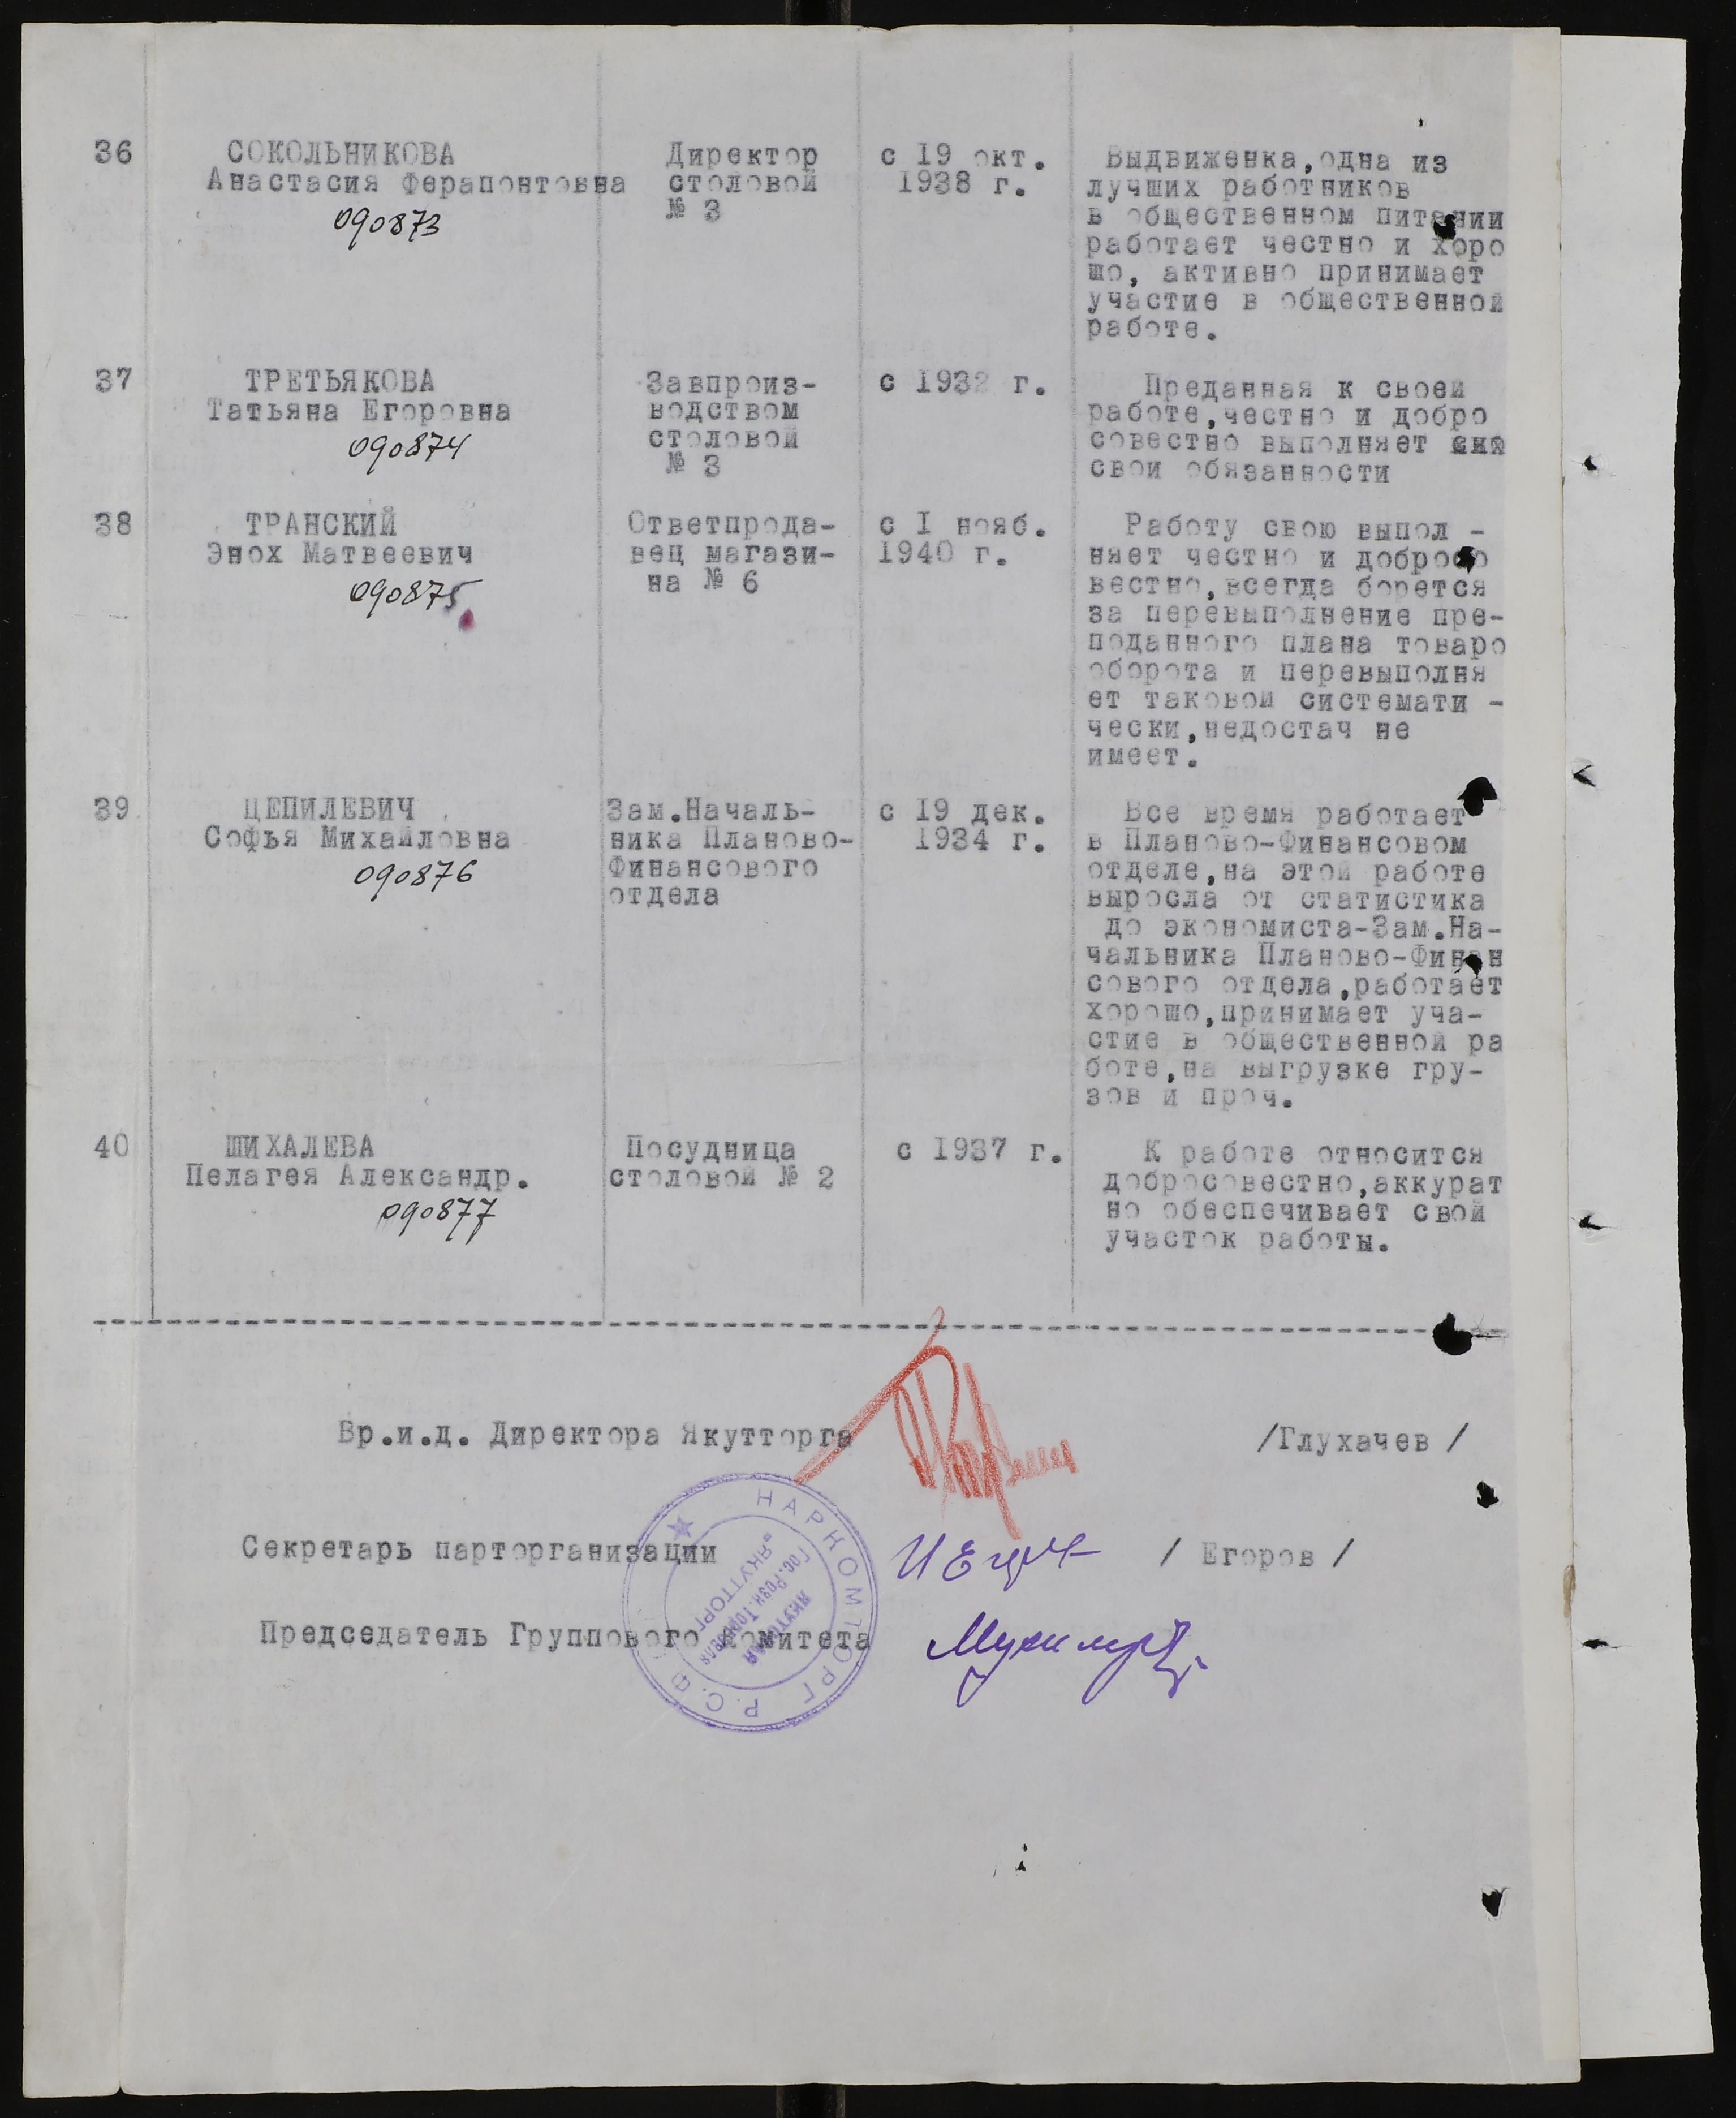 36
СОКОЛЬНИКОВА
Анастасия Ферапонтовна
090873
Директор
столовой
№ 3
с 19 окт.
1938 г.
Выдвиженка,одна из
лучших работников
в общественном питании
работает честно и хоро
шо, активно принимает
участие в общественной
работе.
37
ТРЕТЬЯКОВА
Татьяна Егоровна
090874
Завпроиз-
водством
столовой
№ 3
с 1932 г.
Преданная к своей
работе,честно и добро
совестно выполняет
свои обязанности
38
ТРАНСКИЙ
Энох Матвеевич
090875
Ответпрода-
вец магази-
на № 6
с I нояб.
1940 г.
Работу свою выпол -
няет честно и добросо
вестно,всегда борется
за перевыполнение пре-
поданного плана товаро
оборота и перевыполня
ет таковой системати -
чески,недостач не
имеет.
39
ЦЕПИЛЕВИЧ
Софья Михайловна
090876
Зам.Началь-
ника Планово-
Финансового
отдела
с 19 дек.
1934 г.
Все время работает
в Планово-Финансовом
отделе,на этой работе
выросла от статистика
до экономиста-Зам.На-
чальника Планово-Финан
сового отдела,работает
хорошо,принимает уча-
стие в общественной ра
боте,на выгрузке гру-
зов и проч.
40
ШИХАЛЕВА
Пелагея Александр.
090877
Посудница
столовой № 2
с 1937 г.
К работе относится
добросовестно,аккурат
но обеспечивает свой
участок работы.
Вр.и.д. Директора Якутторга
/Глухачев /
Секретарь парторганизации
/ Егоров /
Председатель Группового Комитета
НАРКОМТОРГ Р.С.Ф.
ЯКУТСКАЯ
Гос. Розн. Торговля
"ЯКУТТОРГ"